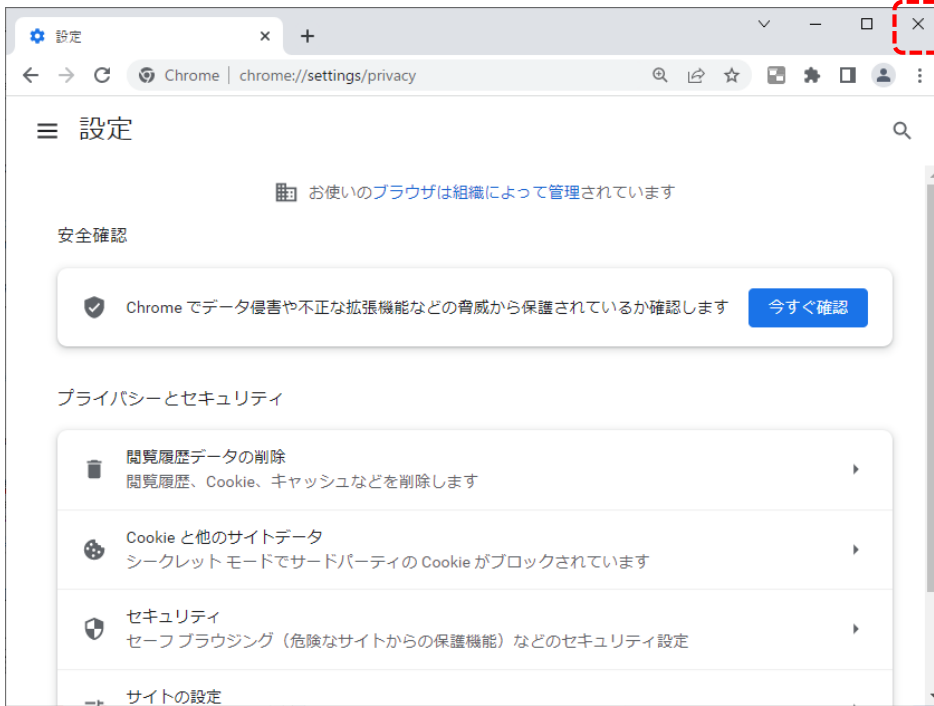 設定
Chrome | chrome://settings/privacy
設定
お使いのブラウザは組織によって管理されています
安全確認
Chrome でデータ侵害や不正な拡張機能などの脅威から保護されているか確認します
今すぐ確認
プライバシーとセキュリティ
閲覧履歴データの削除
閲覧履歴、Cookie、キャッシュなどを削除します
Cookie と他のサイトデータ
シークレット モードでサードパーティの Cookie がブロックされています
セキュリティ
セーフ ブラウジング（危険なサイトからの保護機能）などのセキュリティ設定
サイトの設定